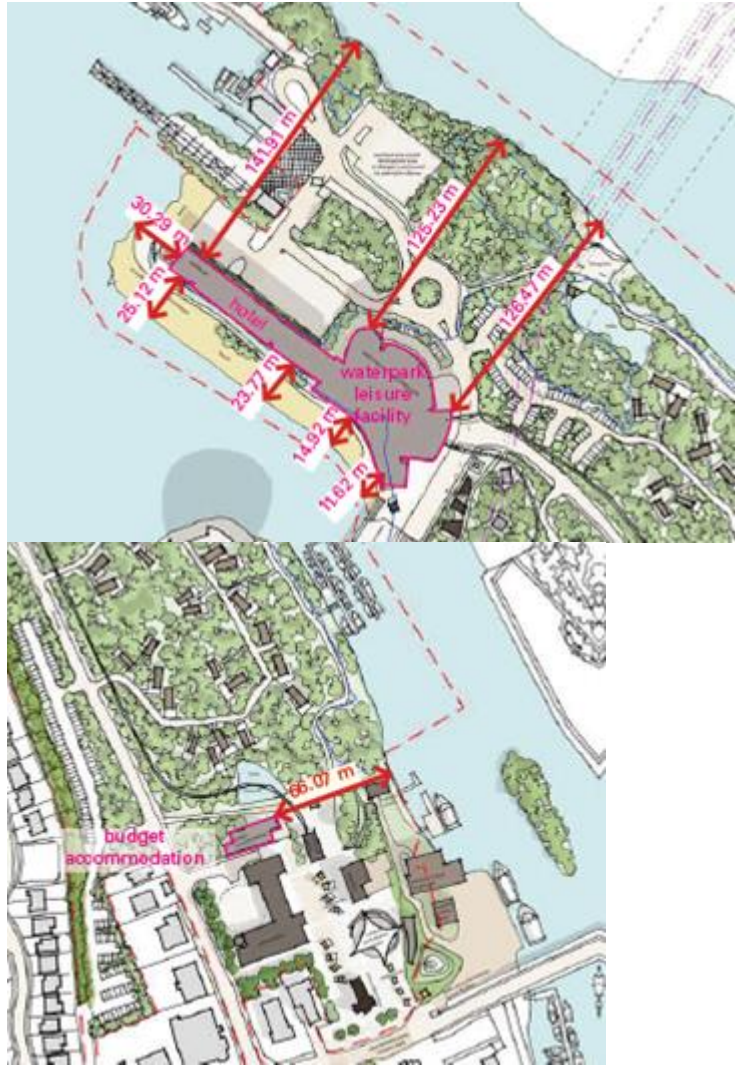 141.91 m
125.23 m
126.47 m
30.29 m
25.12 m
hotel
23.77 m
waterpark
leisure
facility
14.92 m
11.62 m
66.07 m
budget
accommodation